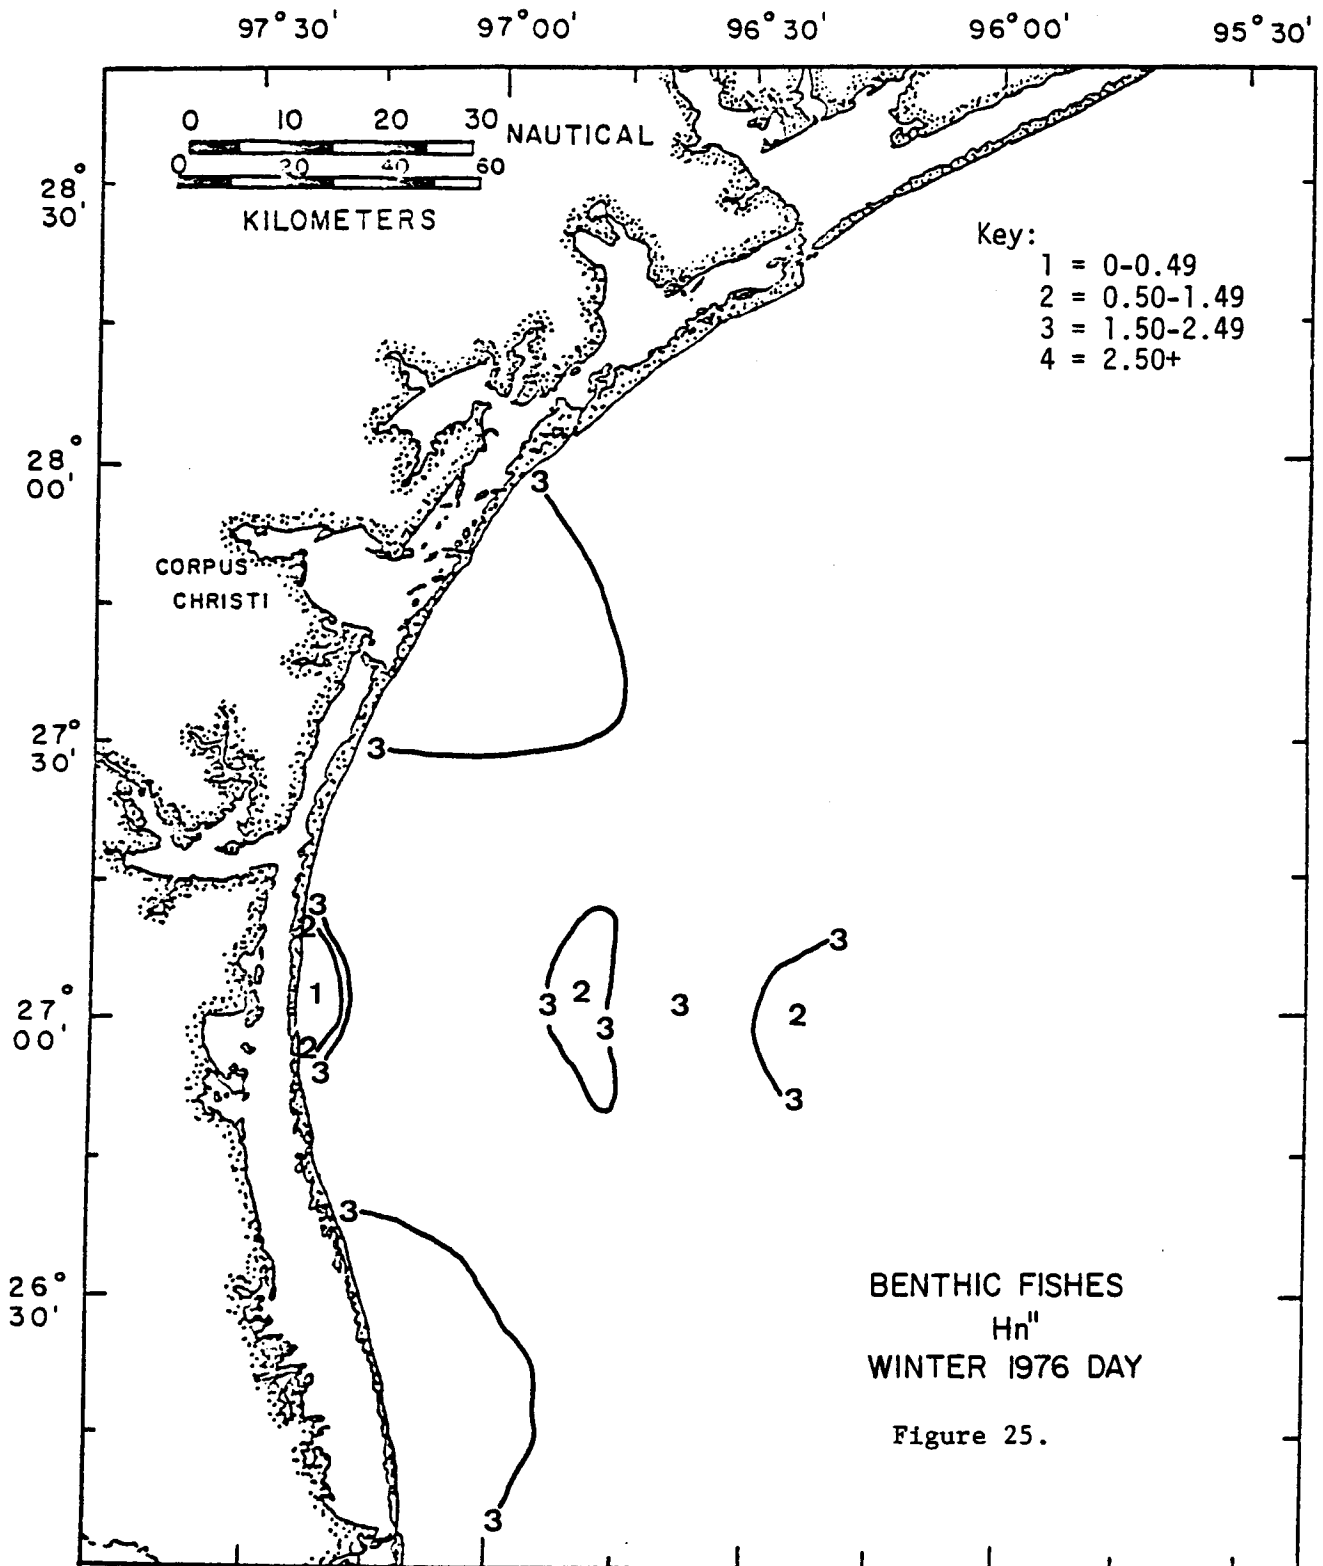 97°30' 97°00' 96°30' 96°00' 95°30'
0 10 20 30 NAUTICAL
0 20 40 60
KILOMETERS
28°
30'
Key:
1 = 0-0.49
2 = 0.50-1.49
3 = 1.50-2.49
4 = 2.50+
28°
00'
3
CORPUS
CHRISTI
27°
30'
3
3
2
3
1
3 2
3
3
2
27°
00'
3
2
3
3
3
26°
30'
BENTHIC FISHES
Hn"
WINTER 1976 DAY
Figure 25.
3